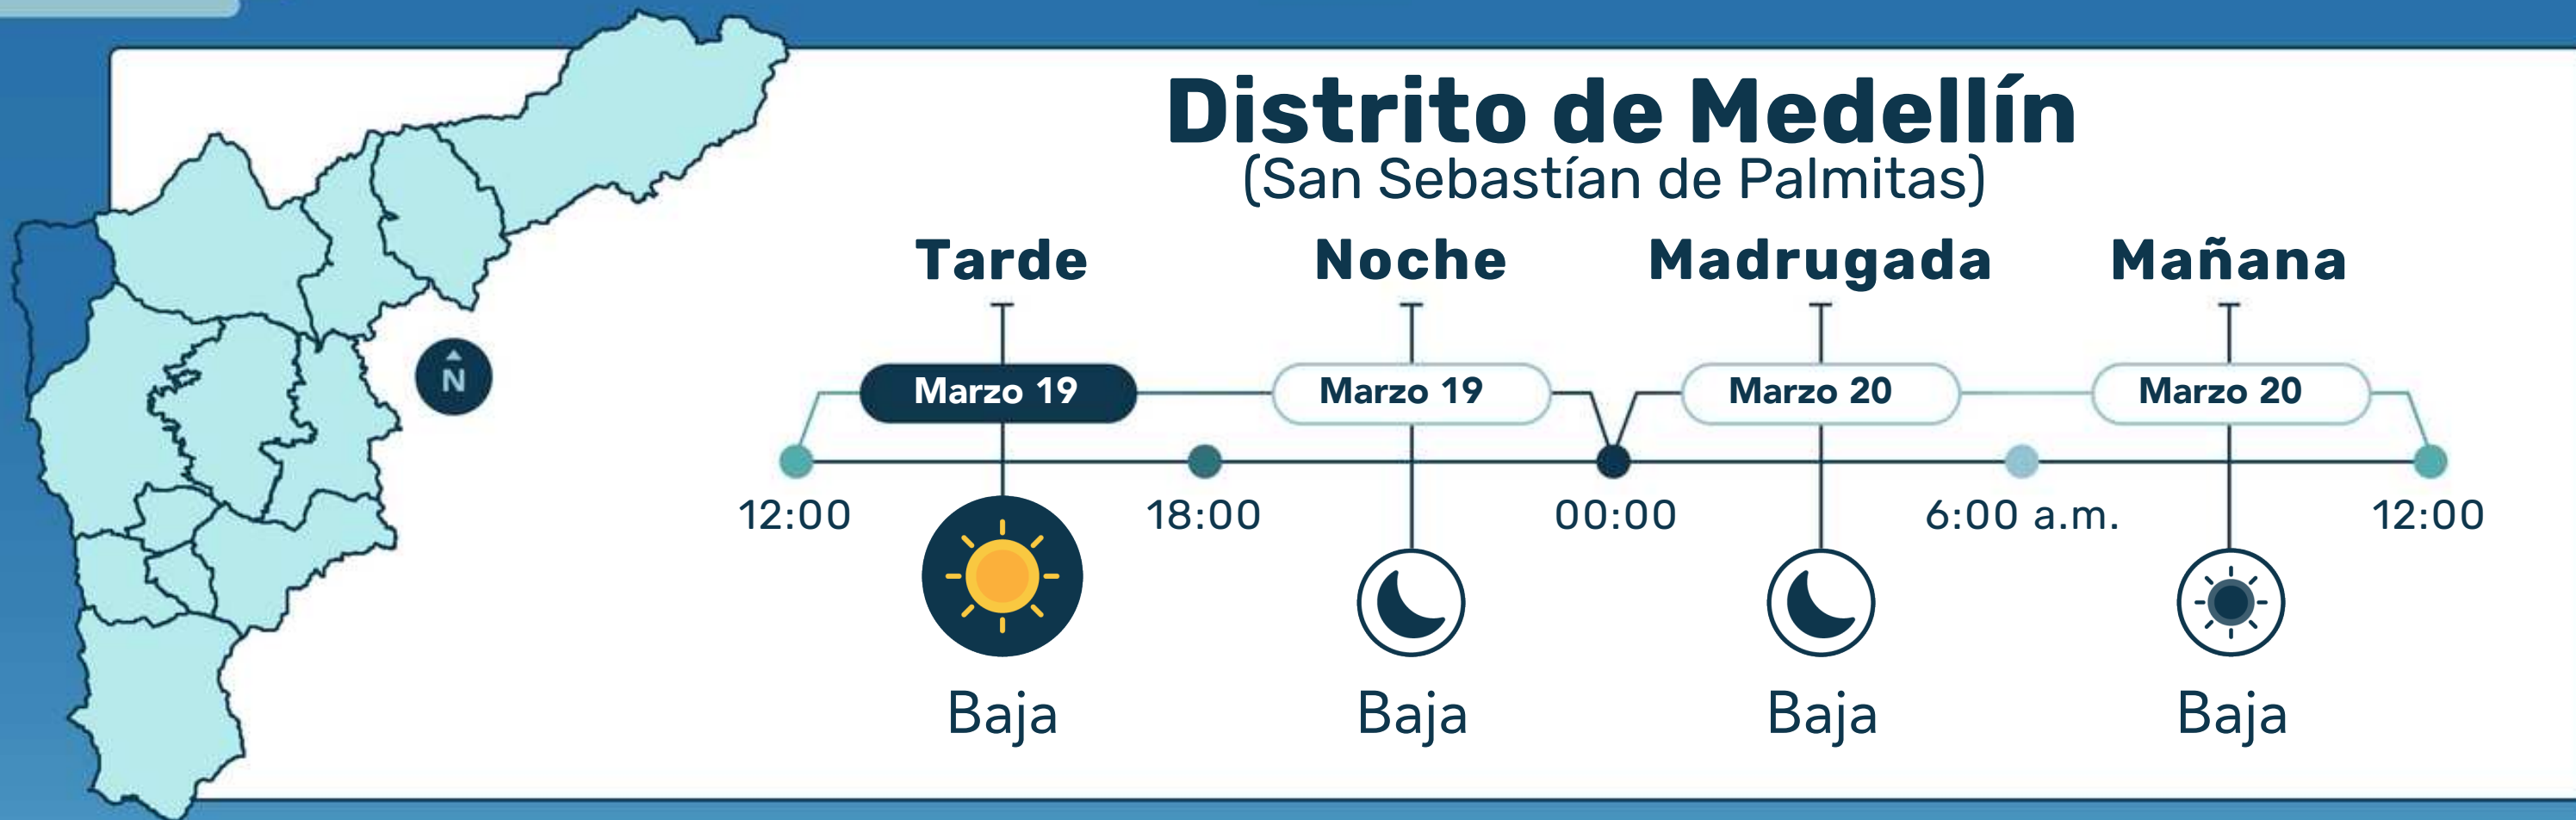 Distrito de Medellín
(San Sebastían de Palmitas)
Tarde Noche Madrugada Mañana
N
Marzo 19 Marzo 19 Marzo 20 Marzo 20
12:00 18:00 00:00 6:00 a.m. 12:00
Baja Baja Baja Baja